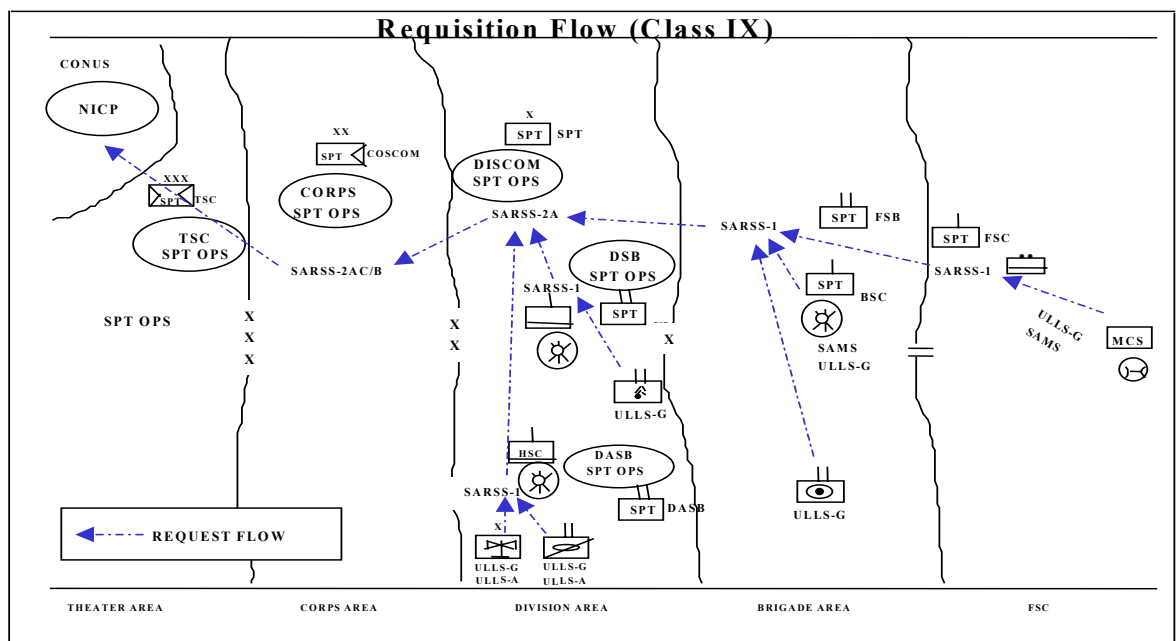 Requisition Flow (Class IX)
CONUS
NICP
XXX
SPT
TSC
TSC
SPT OPS
SPT OPS
X
X
X
XX
SPT
COSCOM
CORPS
SPT OPS
SARSS-2AC/B
X
X
X
SPT
SPT
DISCOM
SPT OPS
SARSS-2A
DSB
SPT OPS
SPT
SARSS-1
ULLS-G
HSC
DASB
SPT OPS
SPT
DASB
SARSS-1
X
ULLS-G
ULLS-A
ULLS-G
ULLS-A
X
SARSS-1
SPT
FSB
SPT
BSC
SAMS
ULLS-G
ULLS-G
SPT
FSC
SARSS-1
ULLS-G
SAMS
MCS
REQUEST FLOW
THEATER AREA
CORPS AREA
DIVISION AREA
BRIGADE AREA
FSC